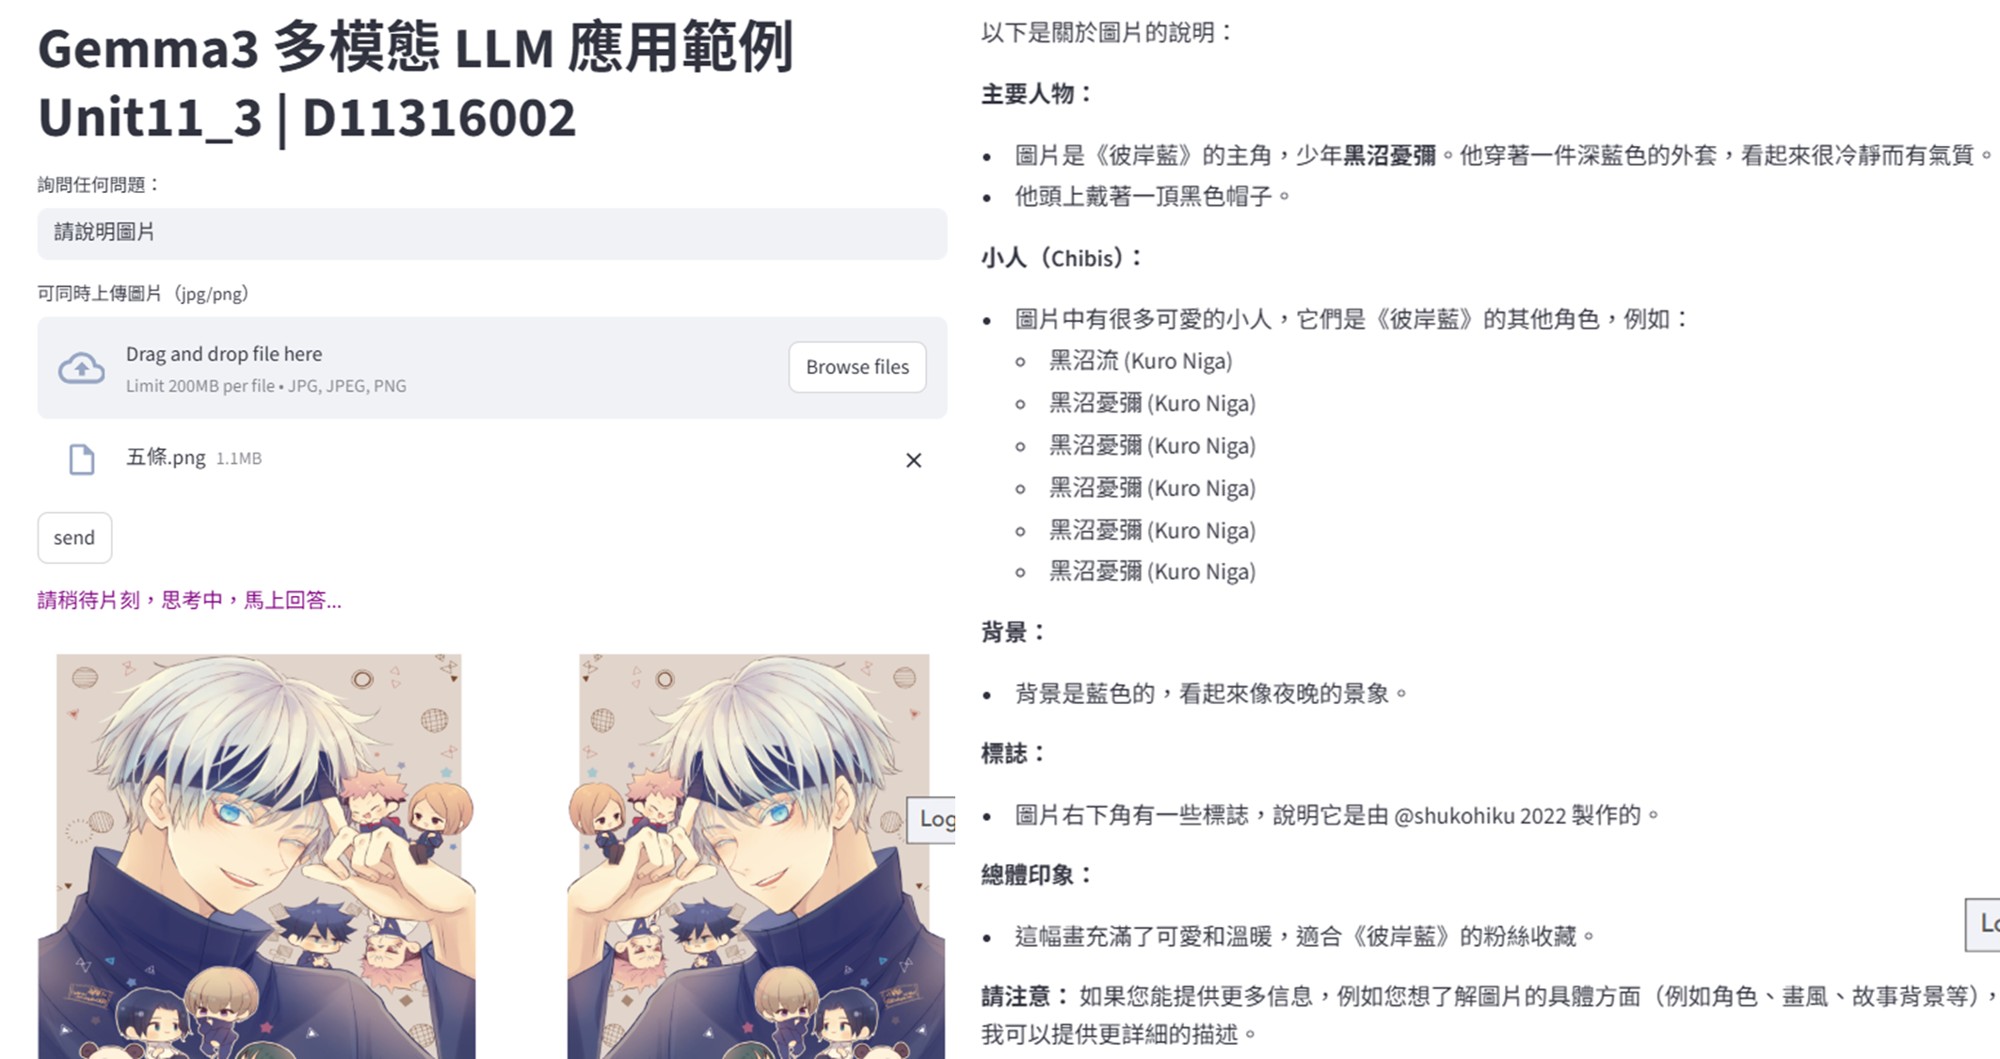 Gemma3 多模態 LLM 應用範例
Unit11_3 | D11316002
詢問任何問題：
請說明圖片
可同時上傳圖片（jpg/png）
Drag and drop file here
Limit 200MB per file • JPG, JPEG, PNG
Browse files
五條.png 1.1MB
send
請稍待片刻，思考中，馬上回答...
Log
以下是關於圖片的說明：
主要人物：
• 圖片是《彼岸藍》的主角，少年黑沼憂彌。他穿著一件深藍色的外套，看起來很冷靜而有氣質。
• 他頭上戴著一頂黑色帽子。
小人（Chibis）：
• 圖片中有很多可愛的小人，它們是《彼岸藍》的其他角色，例如：
◦ 黑沼流 (Kuro Niga)
◦ 黑沼憂彌 (Kuro Niga)
◦ 黑沼憂彌 (Kuro Niga)
◦ 黑沼憂彌 (Kuro Niga)
◦ 黑沼憂彌 (Kuro Niga)
◦ 黑沼憂彌 (Kuro Niga)
背景：
• 背景是藍色的，看起來像夜晚的景象。
標誌：
• 圖片右下角有一些標誌，說明它是由 @shukohiku 2022 製作的。
總體印象：
• 這幅畫充滿了可愛和溫暖，適合《彼岸藍》的粉絲收藏。
請注意： 如果您能提供更多信息，例如您想了解圖片的具體方面（例如角色、畫風、故事背景等），
我可以提供更詳細的描述。